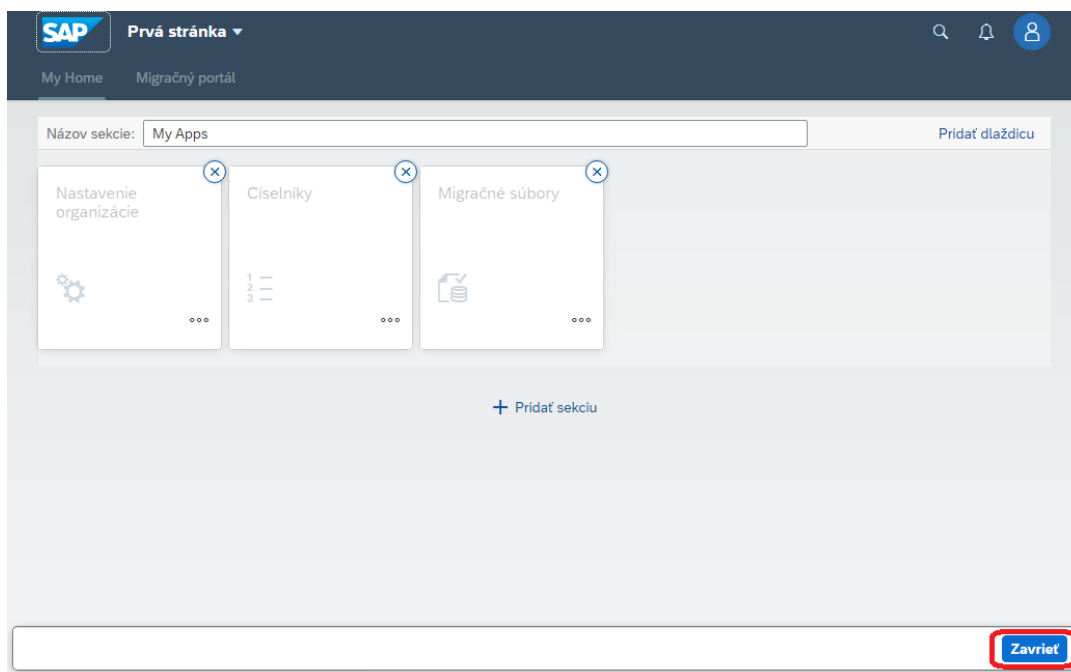 SAP Prvá stránka
My Home Migračný portál
Názov sekcie: My Apps Pridať dlaždicu
Nastavenie
organizácie
Číselníky
Migračné súbory
1
2
3
Pridať sekciu
Zavrieť